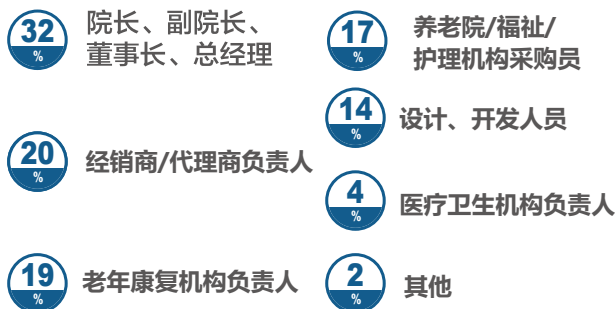 32
%
院长、副院长、
董事长、总经理
20
%
经销商/代理商负责人
19
%
老年康复机构负责人
17
%
养老院/福祉/
护理机构采购员
14
%
设计、开发人员
4
%
医疗卫生机构负责人
2
%
其他